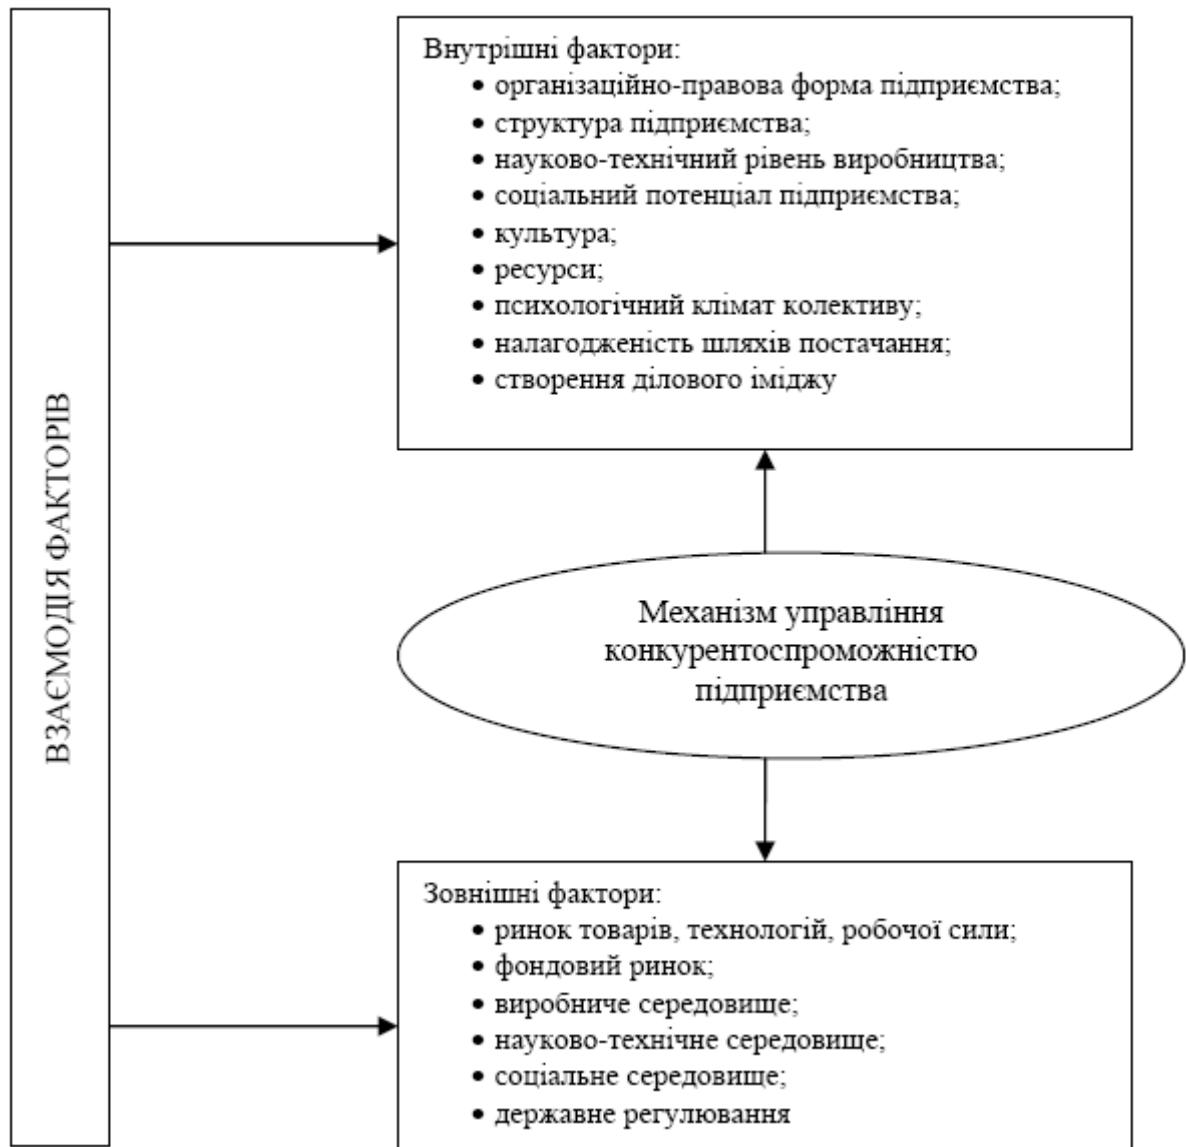 ВЗАЄМОДІЯ ФАКТОРІВ
Внутрішні фактори:
• організаційно-правова форма підприємства;
• структура підприємства;
• науково-технічний рівень виробництва;
• соціальний потенціал підприємства;
• культура;
• ресурси;
• психологічний клімат колективу;
• налагодженість шляхів постачання;
• створення ділового іміджу
Механізм управління
конкурентоспроможністю
підприємства
Зовнішні фактори:
• ринок товарів, технологій, робочої сили;
• фондовий ринок;
• виробниче середовище;
• науково-технічне середовище;
• соціальне середовище;
• державне регулювання